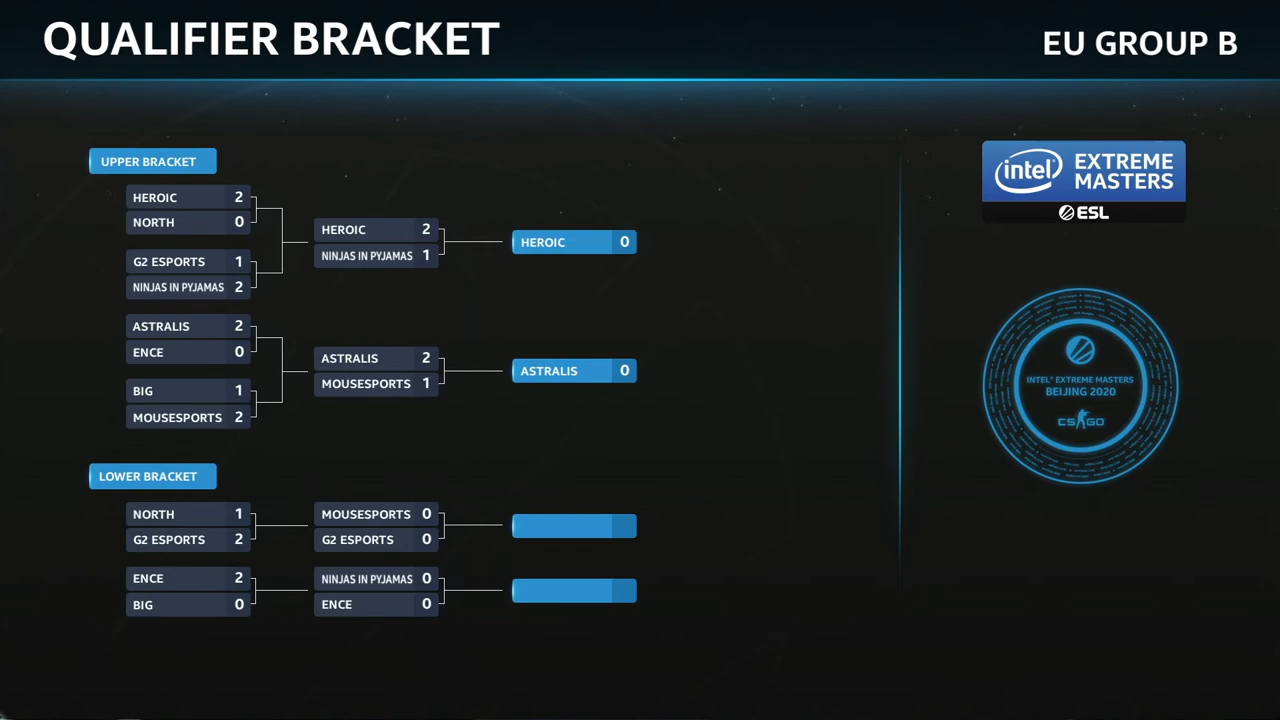 QUALIFIER BRACKET
EU GROUP B
UPPER BRACKET
HEROIC 2
NORTH 0
G2 ESPORTS 1
NINJAS IN PYJAMAS 2
ASTRALIS 2
ENCE 0
BIG 1
MOUSESPORTS 2
HEROIC 2
NINJAS IN PYJAMAS 1
ASTRALIS 2
MOUSESPORTS 1
HEROIC 0
ASTRALIS 0
LOWER BRACKET
NORTH 1
G2 ESPORTS 2
ENCE 2
BIG 0
MOUSESPORTS 0
G2 ESPORTS 0
NINJAS IN PYJAMAS 0
ENCE 0
intel EXTREME
MASTERS
ESL
INTEL® EXTREME MASTERS
BEIJING 2020
CS GO